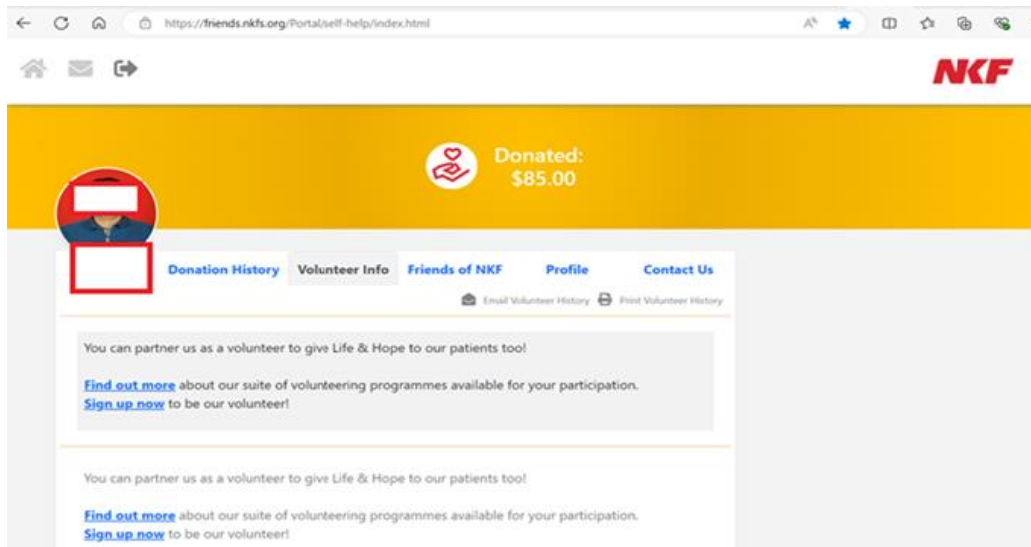 https://friends.nkfs.org/Portal/self-help/index.html
NKF
Donated:
$85.00
Donation History Volunteer Info Friends of NKF Profile Contact Us
Email Volunteer History Print Volunteer History
You can partner us as a volunteer to give Life & Hope to our patients too!
Find out more about our suite of volunteering programmes available for your participation.
Sign up now to be our volunteer!
You can partner us as a volunteer to give Life & Hope to our patients too!
Find out more about our suite of volunteering programmes available for your participation.
Sign up now to be our volunteer!